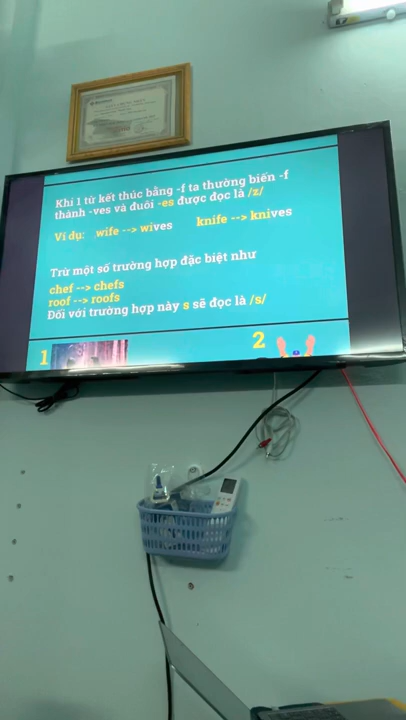 Khi 1 từ kết thúc bằng -f ta thường biến -f
thành -ves và đuôi -es được đọc là /z/
Ví dụ: wife --> wives knife --> knives
Trừ một số trường hợp đặc biệt như
chef --> chefs
roof --> roofs
Đối với trường hợp này s sẽ đọc là /s/
1 2